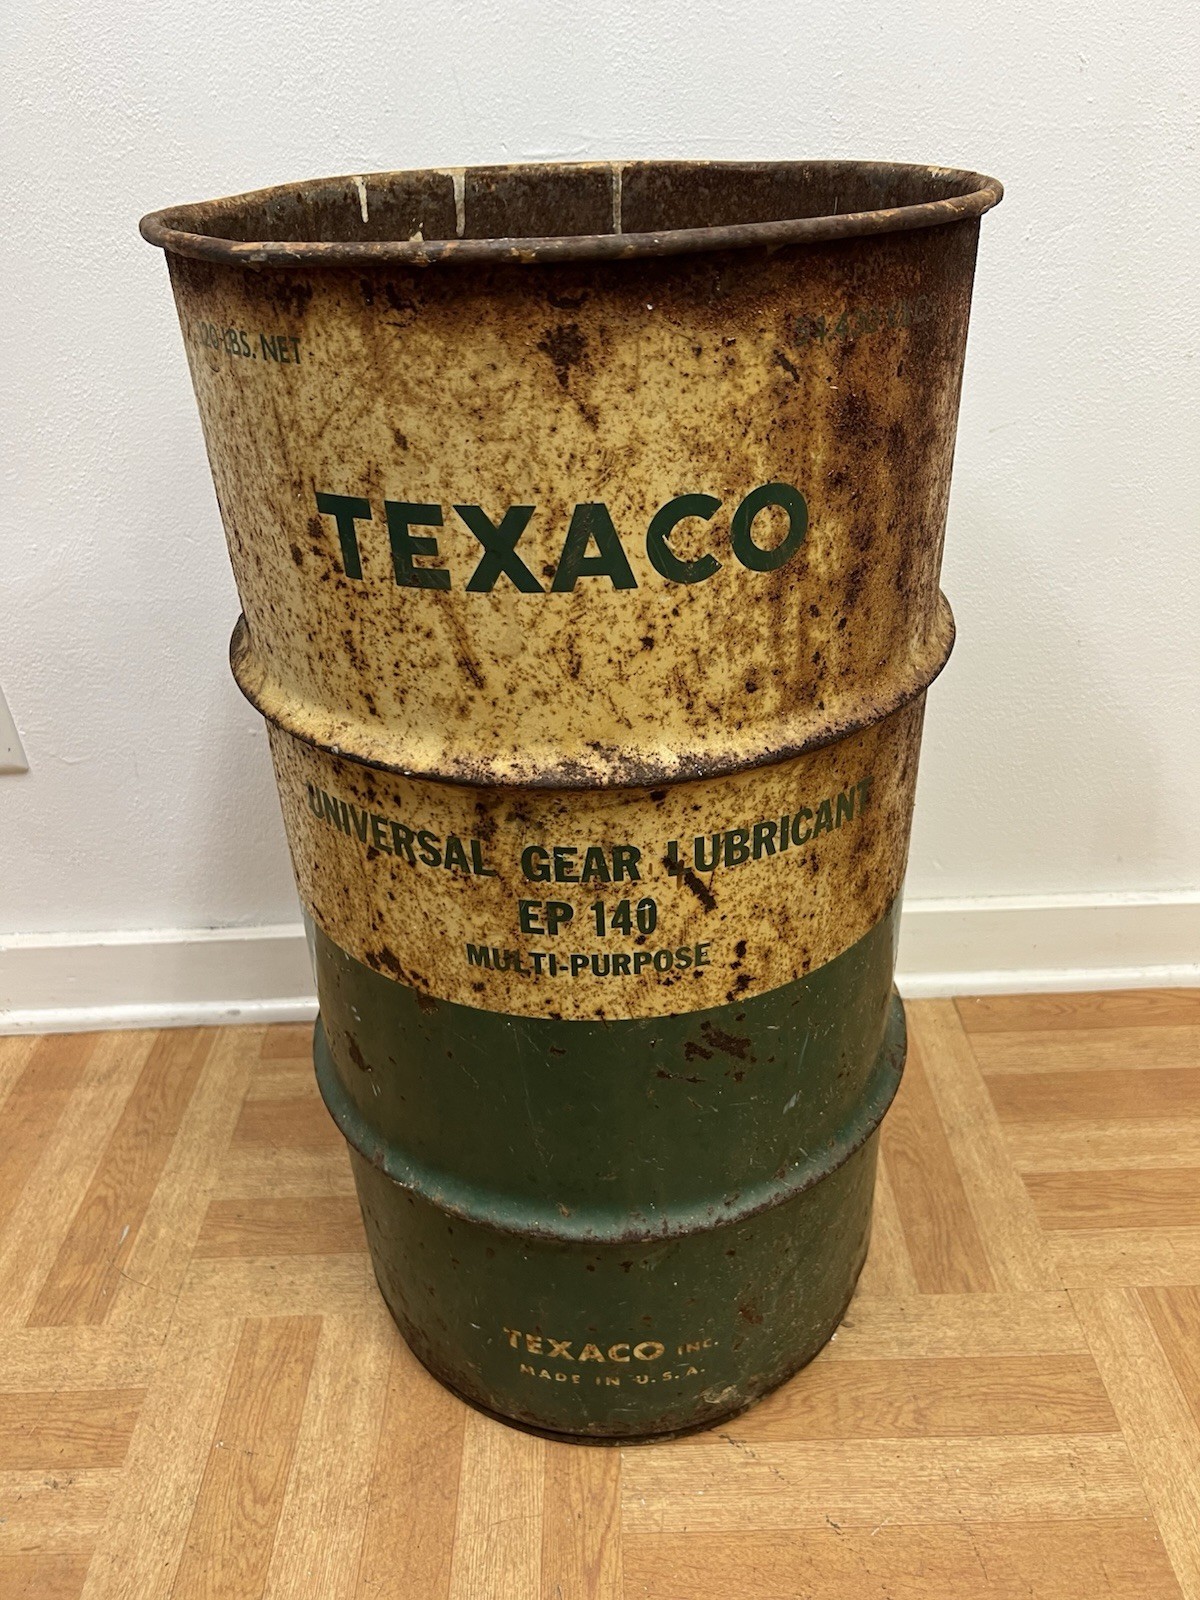 LBS. NET
TEXACO
UNIVERSAL GEAR LUBRICANT
EP 140
MULTI-PURPOSE
TEXACO INC.
MADE IN U.S.A.